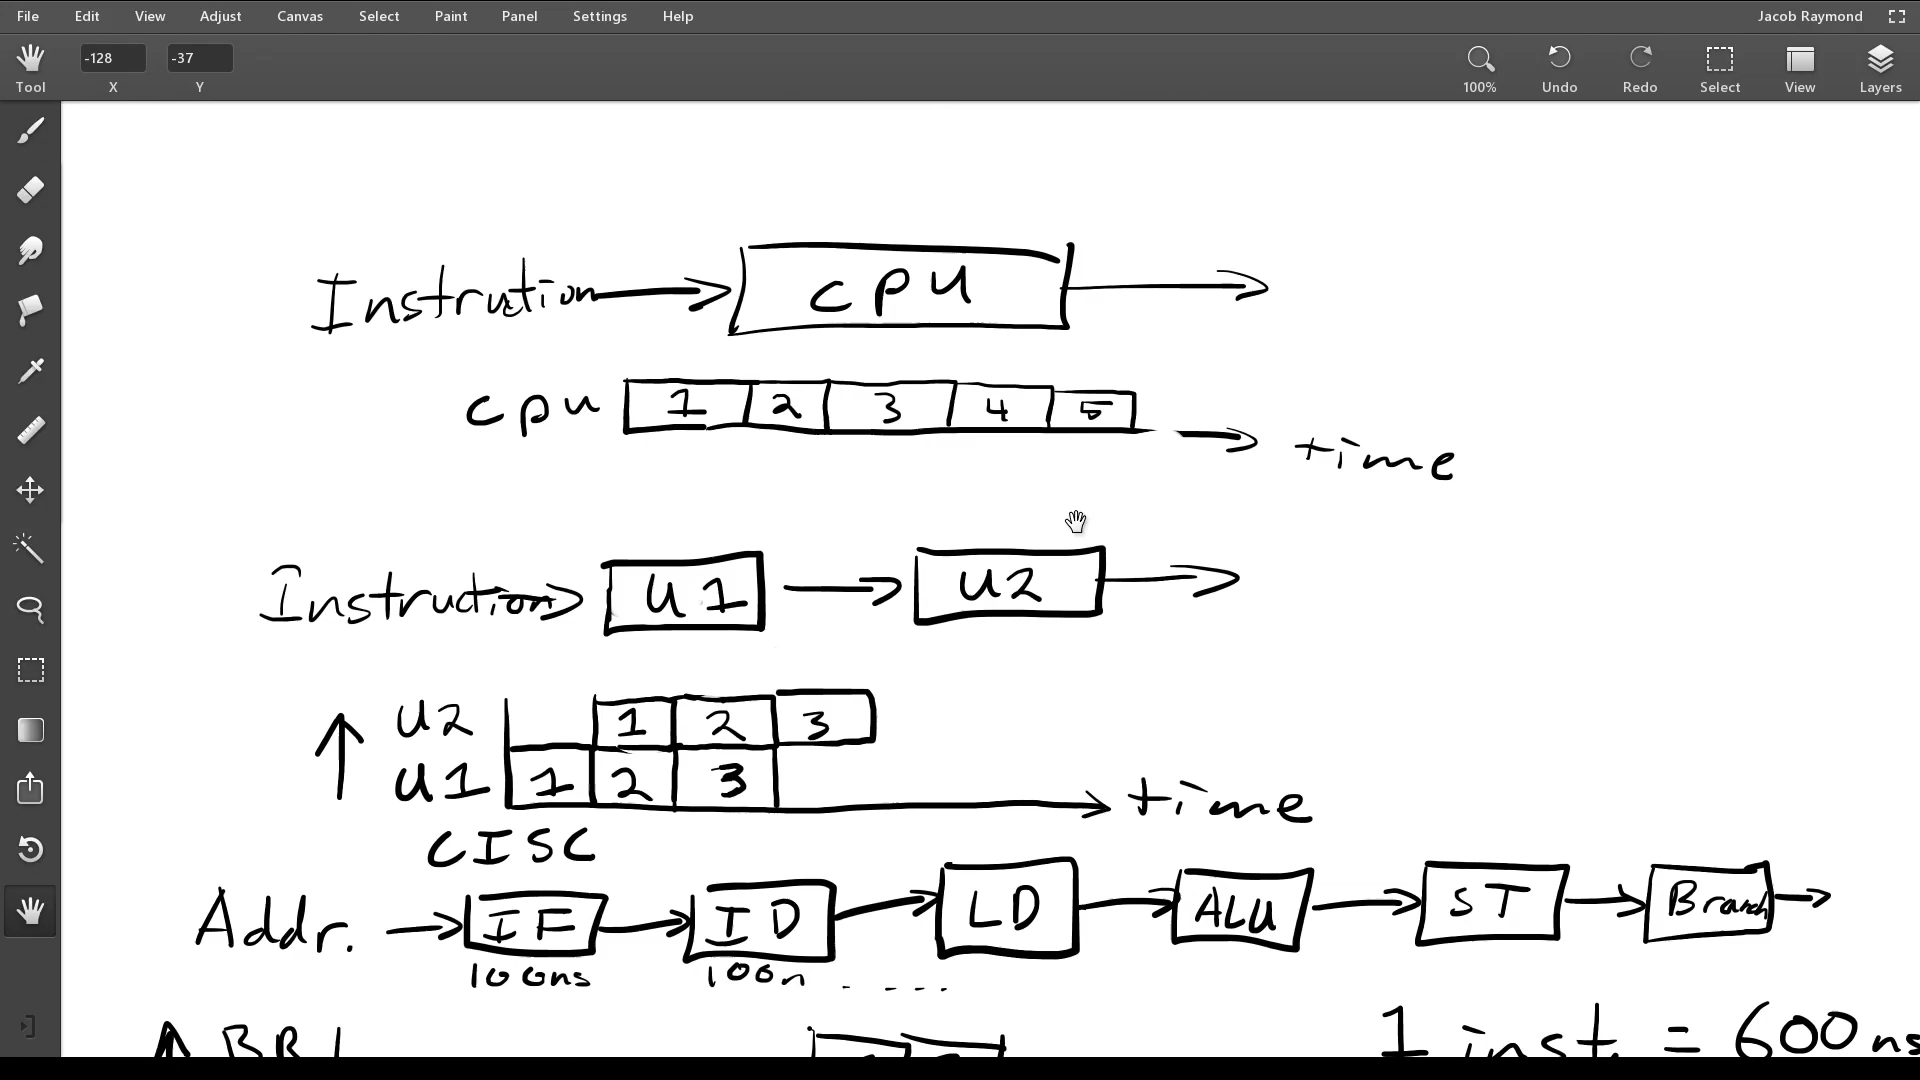 File Edit View Adjust Canvas Select Paint Panel Settings Help Jacob Raymond
-128 -37
Tool X Y 100% Undo Redo Select View Layers
Instrution CPU
cpu 1 2 3 4 5
time
Instruction U1 U2
U2 1 2 3
U1 1 2 3
time
CISC
Addr. IF ID LD ALU ST Branch
100ns 100n
1 inst. = 600ns